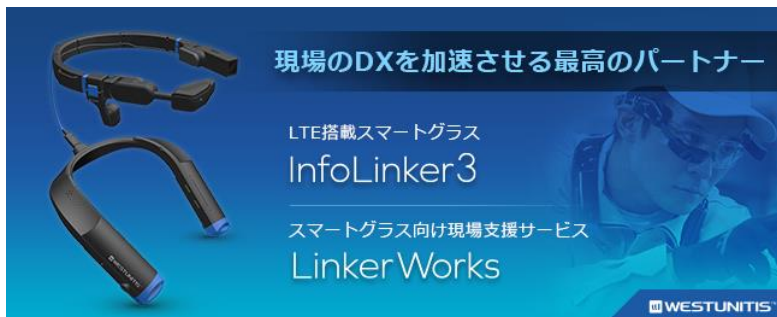 現場のDXを加速させる最高のパートナー
LTE搭載スマートグラス
InfoLinker3
スマートグラス向け現場支援サービス
LinkerWorks
WESTUNITIS
WESTUNITIS